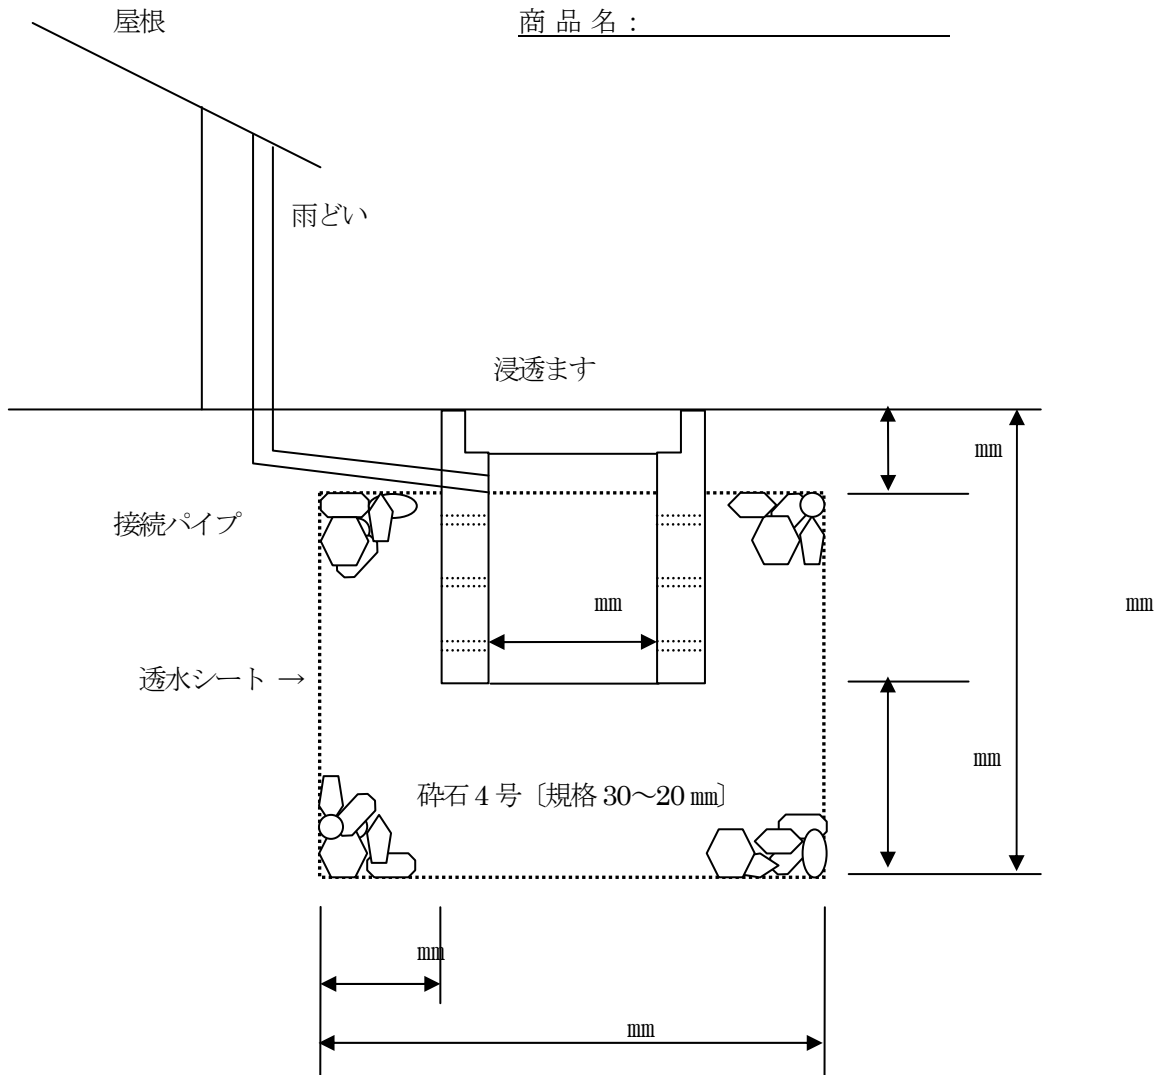 屋根
商 品 名 :
雨どい
浸透ます
㎜
接続パイプ
㎜
㎜
透水シート →
㎜
砕石 4 号〔規格 30～20 ㎜〕
㎜
㎜